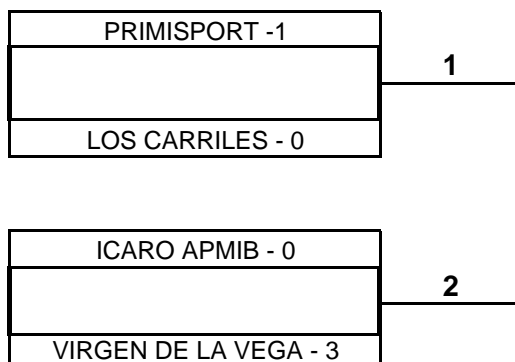 PRIMISPORT -1
1
LOS CARRILES - 0
ICARO APMIB - 0
2
VIRGEN DE LA VEGA - 3